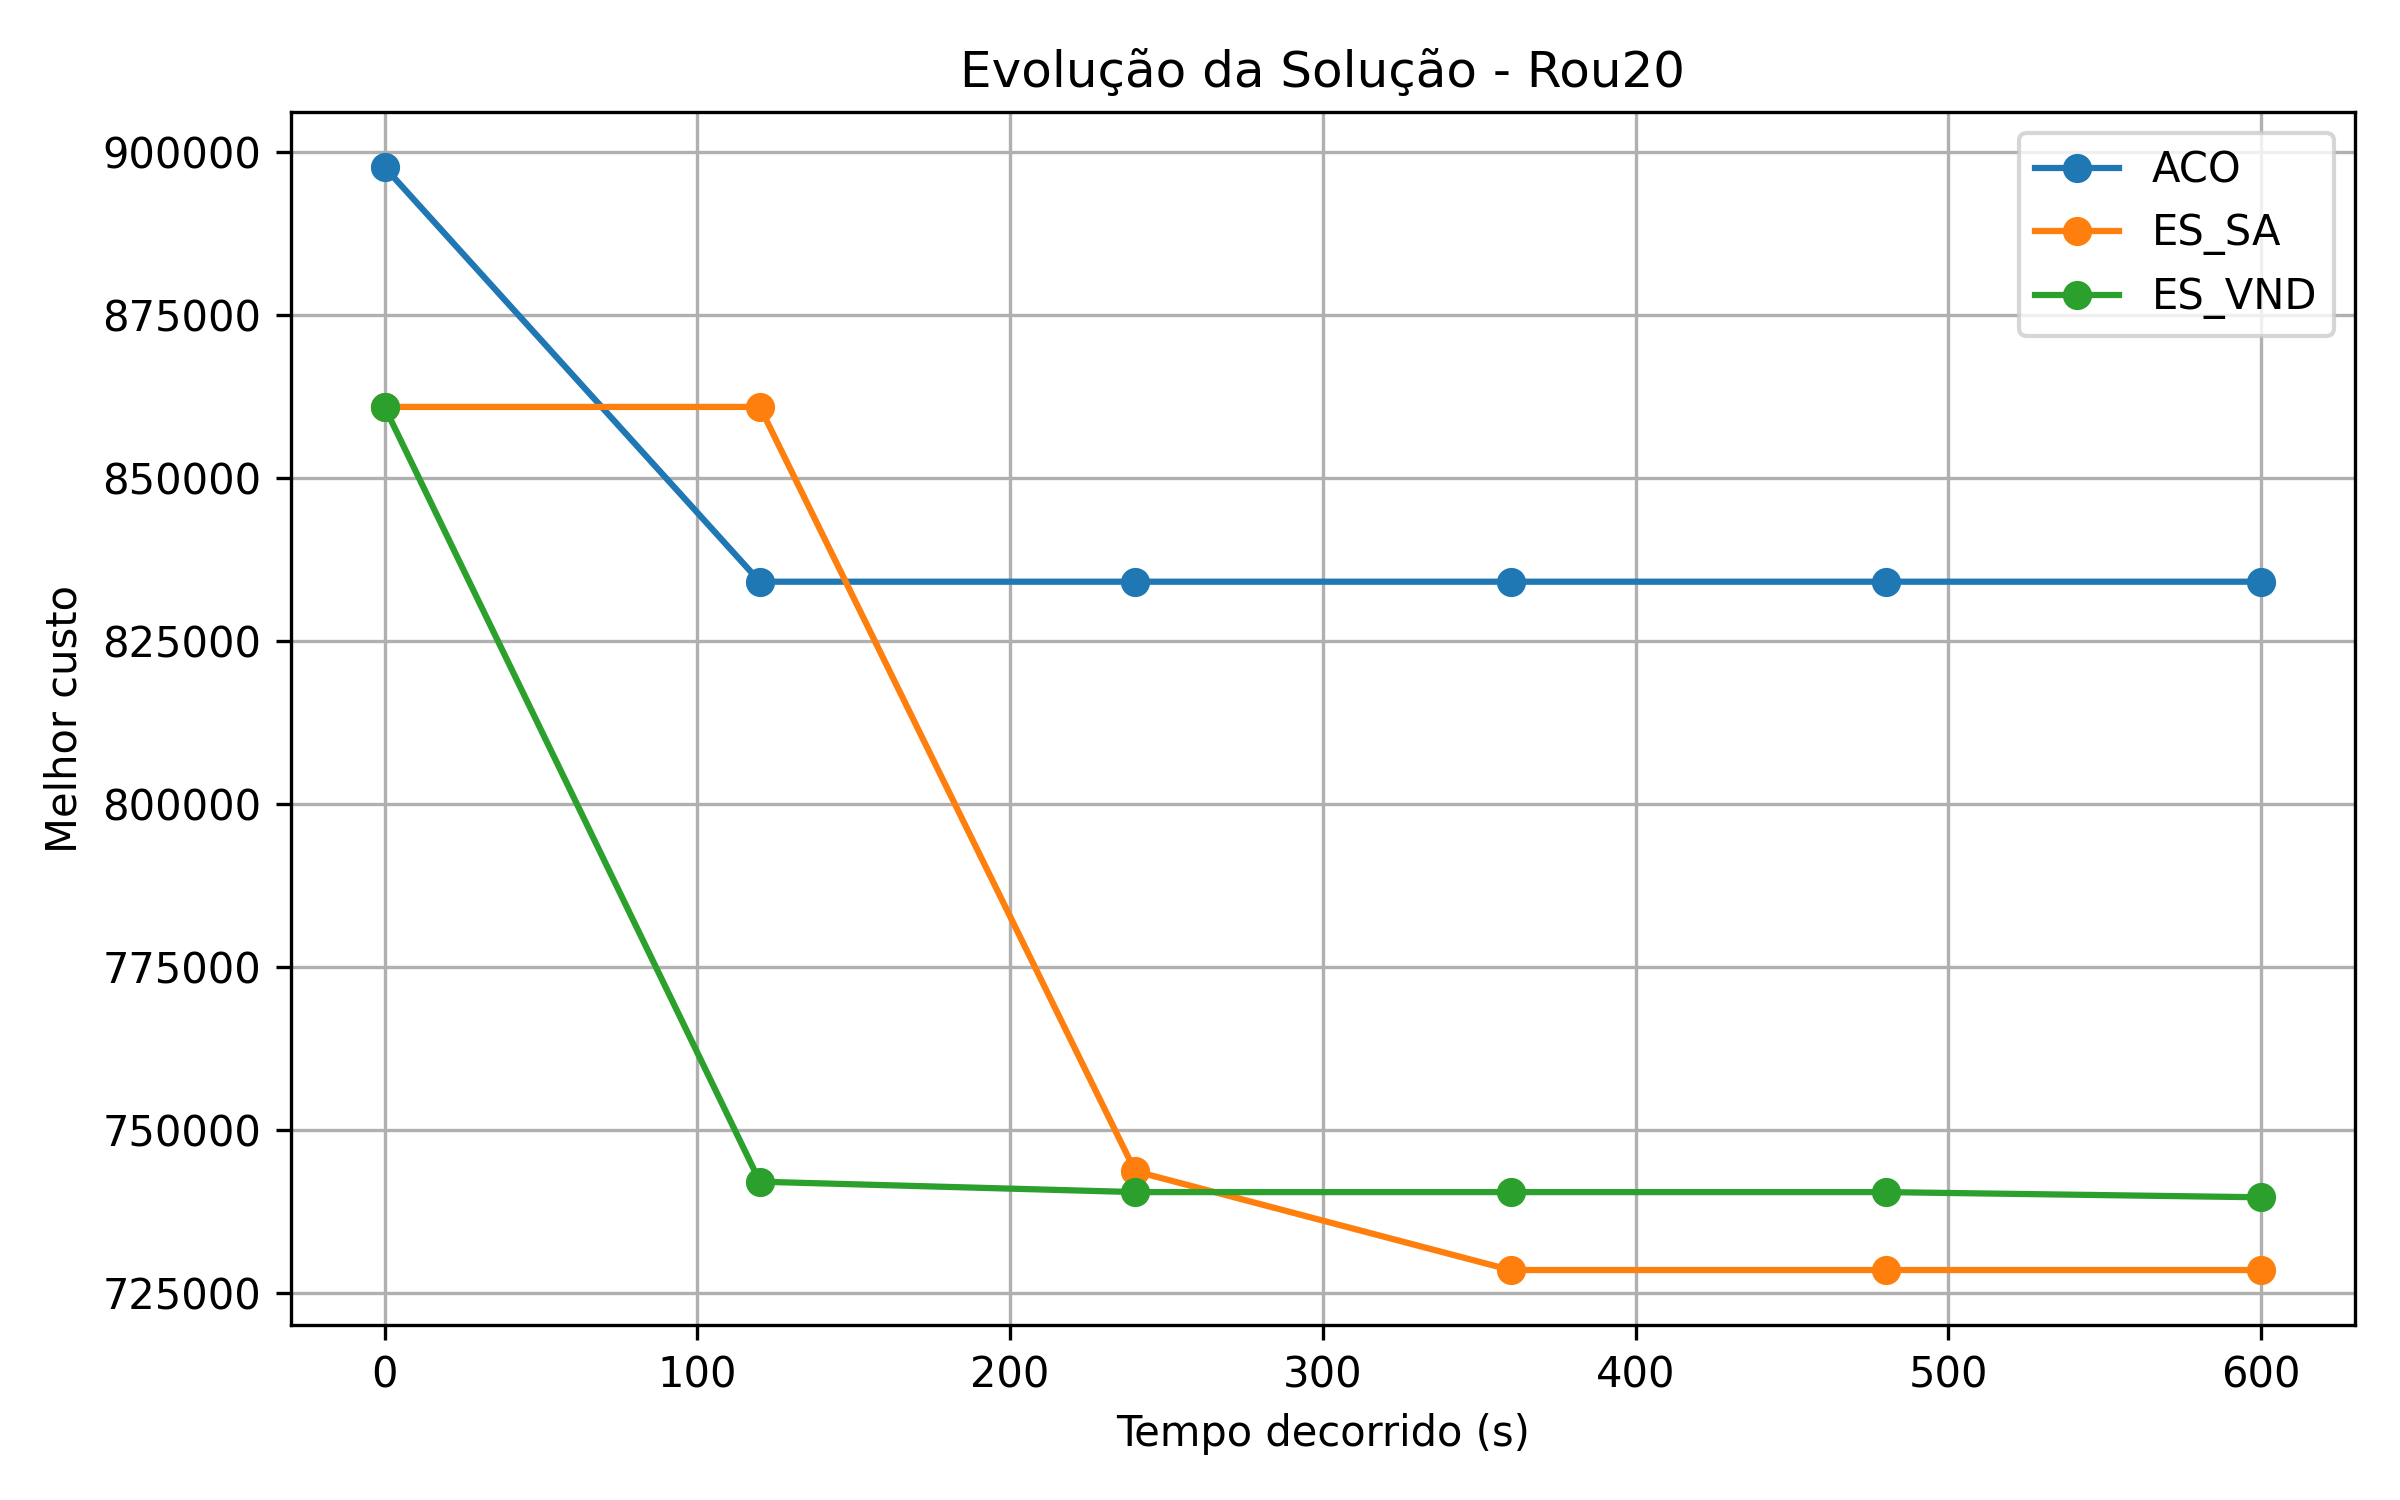 Evolução da Solução - Rou20
900000
875000
850000
825000
800000
775000
750000
725000
Melhor custo
0 100 200 300 400 500 600
Tempo decorrido (s)
ACO
ES_SA
ES_VND